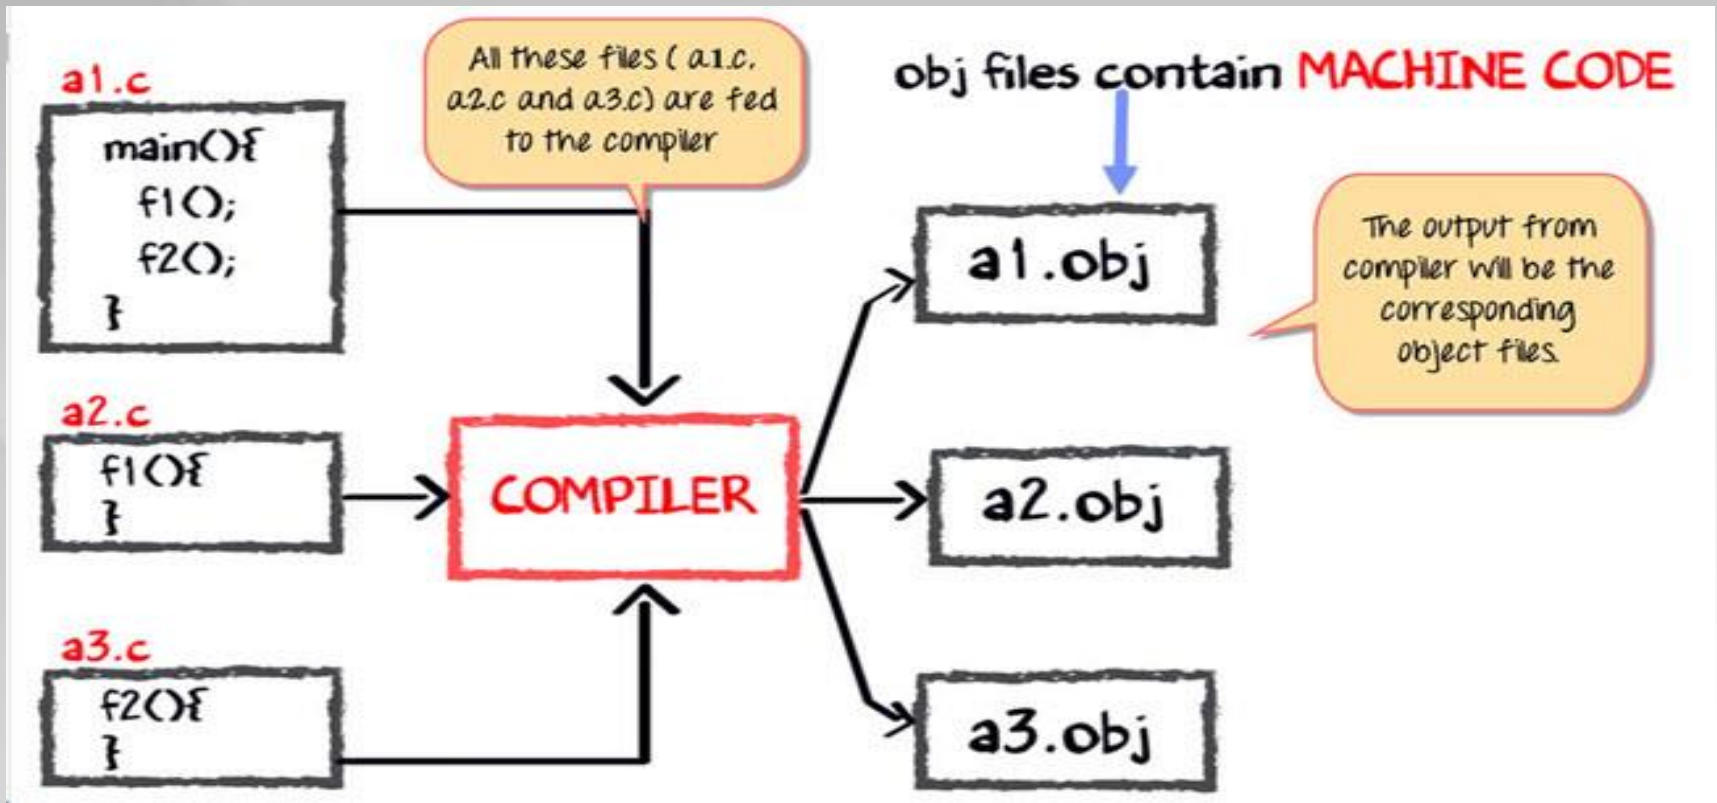 a1.c
main(){
f1();
f2();
}
All these files ( a1.c,
a2.c and a3.c) are fed
to the compiler
obj files contain MACHINE CODE
a1.obj
The output from
compiler will be the
corresponding
object files.
a2.c
f1(){
}
COMPILER
a2.obj
a3.c
f2(){
}
a3.obj